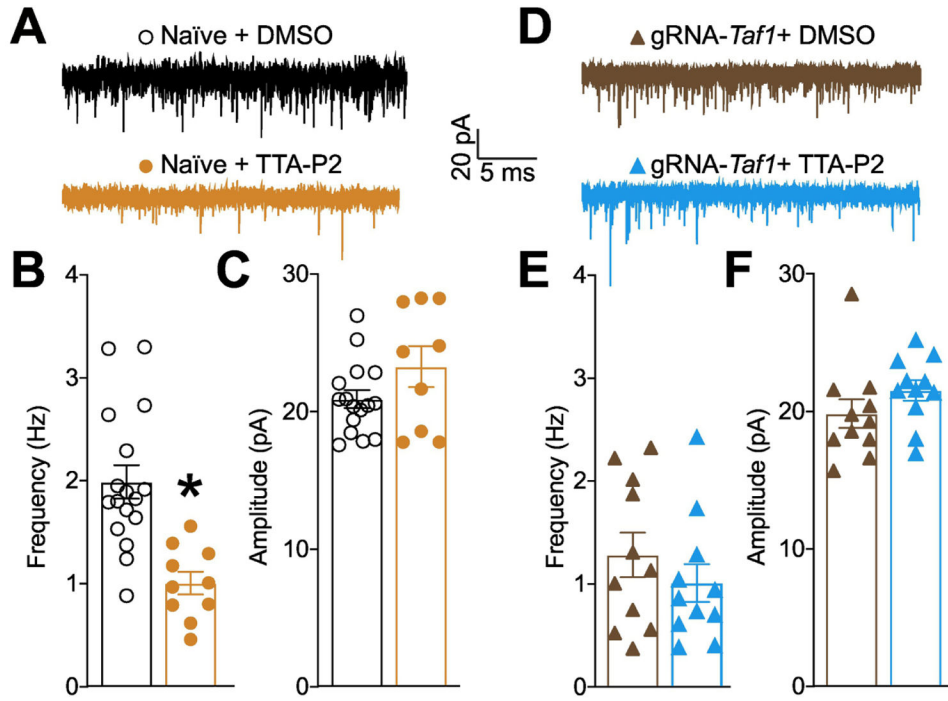 A
Naïve + DMSO
Naïve + TTA-P2
20 pA
5 ms
D
gRNA-Taf1+ DMSO
gRNA-Taf1+ TTA-P2
B
Frequency (Hz)
4
3
2
1
0
*
C
Amplitude (pA)
30
20
10
0
E
Frequency (Hz)
4
3
2
1
0
F
Amplitude (pA)
30
20
10
0